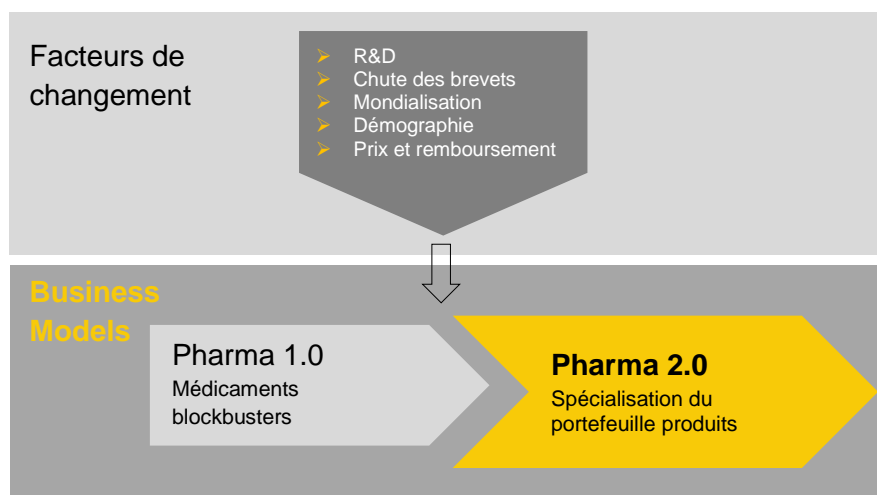 Facteurs de
changement
R&D
Chute des brevets
Mondialisation
Démographie
Prix et remboursement
Business
Models
Pharma 1.0
Médicaments
blockbusters
Pharma 2.0
Spécialisation du
portefeuille produits